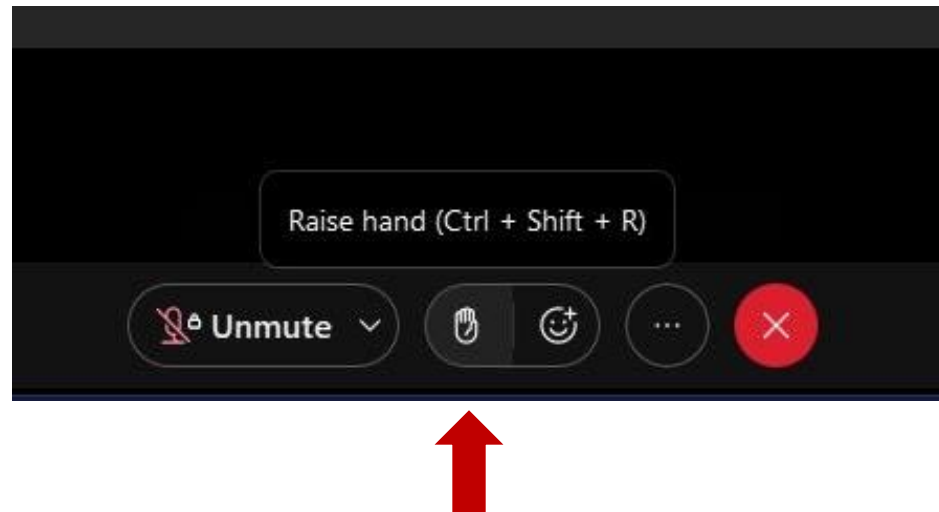 Raise hand (Ctrl + Shift + R)
Unmute